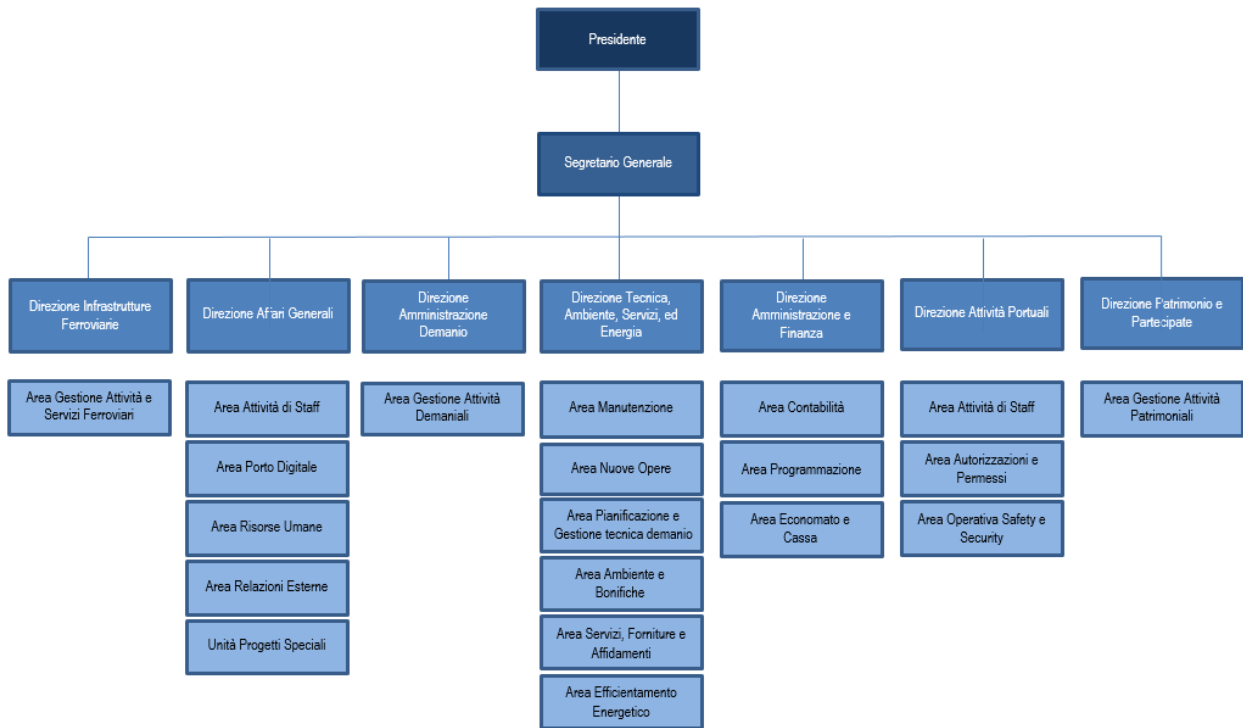 Presidente
Segretario Generale
Direzione Infrastrutture
Ferroviarie
Direzione Affari Generali
Direzione
Amministrazione
Demanio
Direzione Tecnica,
Ambiente, Servizi, ed
Energia
Direzione
Amministrazione e
Finanza
Direzione Attività Portuali
Direzione Patrimonio e
Partecipate
Area Gestione Attività e
Servizi Ferroviari
Area Attività di Staff
Area Porto Digitale
Area Risorse Umane
Area Relazioni Esterne
Unità Progetti Speciali
Area Gestione Attività
Demaniali
Area Manutenzione
Area Nuove Opere
Area Pianificazione e
Gestione tecnica demanio
Area Ambiente e
Bonifiche
Area Servizi, Forniture e
Affidamenti
Area Efficientamento
Energetico
Area Contabilità
Area Programmazione
Area Economato e
Cassa
Area Attività di Staff
Area Autorizzazioni e
Permessi
Area Operativa Safety e
Security
Area Gestione Attività
Patrimoniali